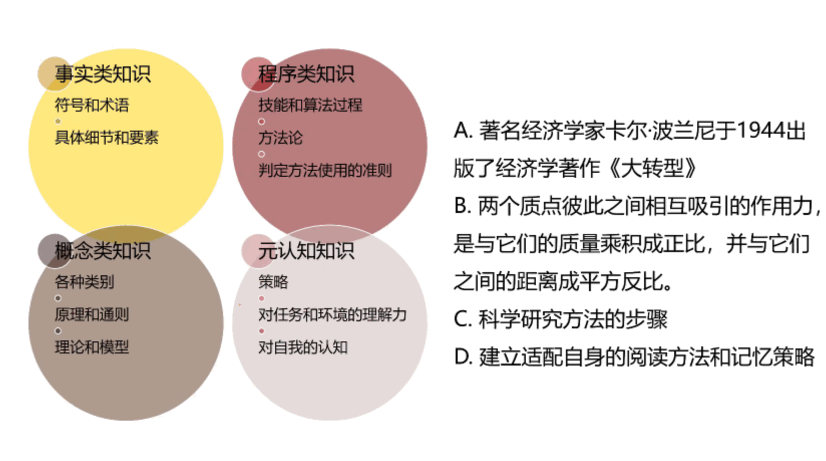 事实类知识
符号和术语
具体细节和要素
程序类知识
技能和算法过程
方法论
判定方法使用的准则
概念类知识
各种类别
原理和通则
理论和模型
元认知知识
策略
对任务和环境的理解力
对自我的认知
A. 著名经济学家卡尔·波兰尼于1944出
版了经济学著作《大转型》
B. 两个质点彼此之间相互吸引的作用力，
是与它们的质量乘积成正比，并与它们
之间的距离成平方反比。
C. 科学研究方法的步骤
D. 建立适配自身的阅读方法和记忆策略